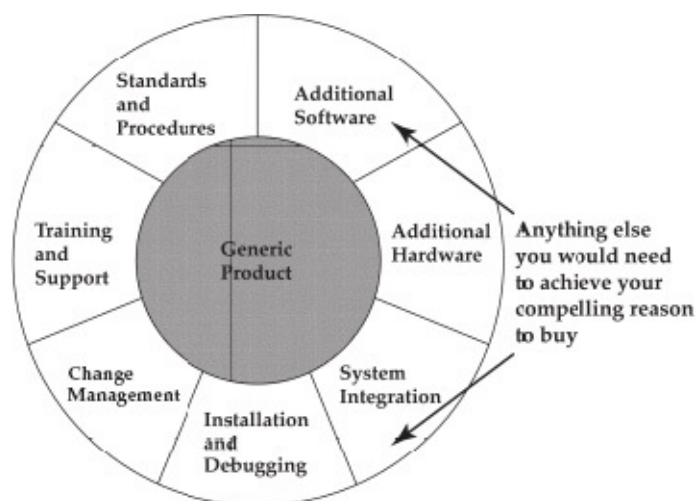 Standards
and
Procedures
Additional
Software
Training
and
Support
Generic
Product
Additional
Hardware
Anything else
you would need
to achieve your
compelling reason
to buy
Change
Management
Installation
and
Debugging
System
Integration